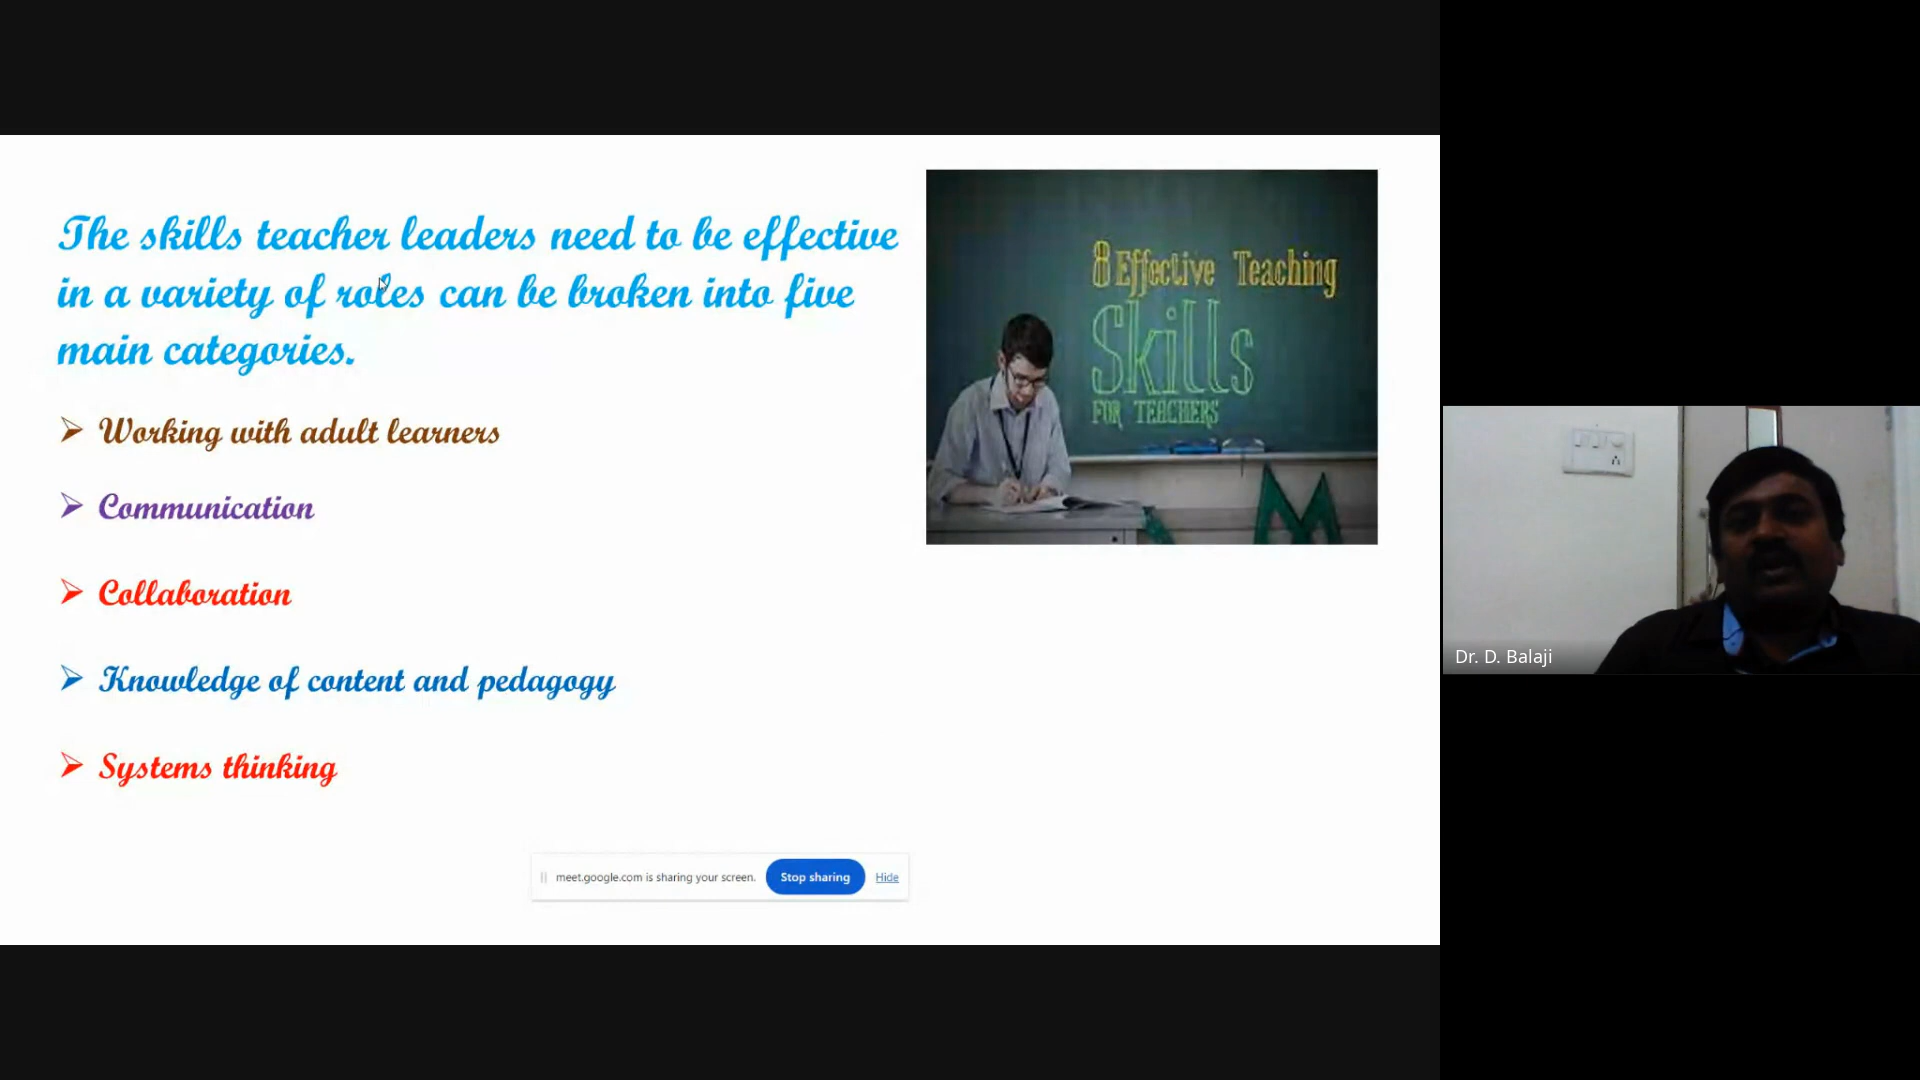 The skills teacher leaders need to be effective
in a variety of roles can be broken into five
main categories.
➢ Working with adult learners
➢ Communication
➢ Collaboration
➢ Knowledge of content and pedagogy
➢ Systems thinking
8 Effective Teaching
Skills
FOR TEACHERS
meet.google.com is sharing your screen. Stop sharing Hide
Dr. D. Balaji